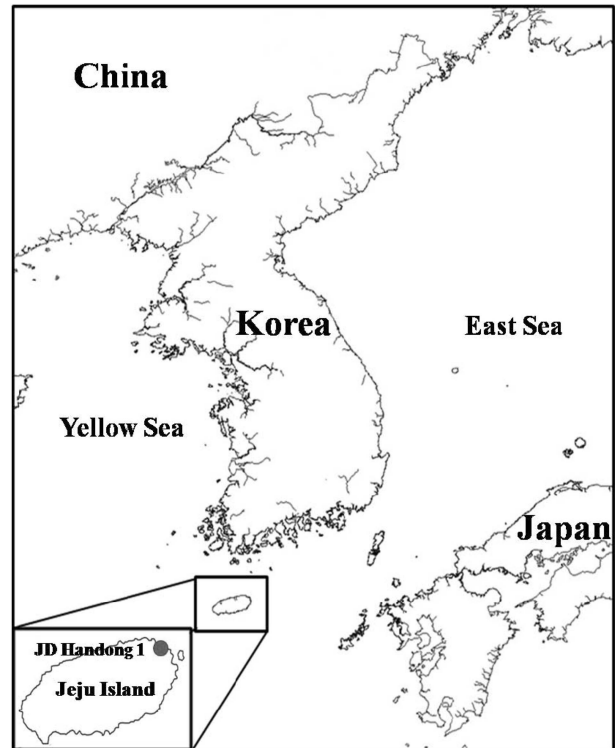 China
Korea
East Sea
Yellow Sea
Japan
JD Handong 1
Jeju Island